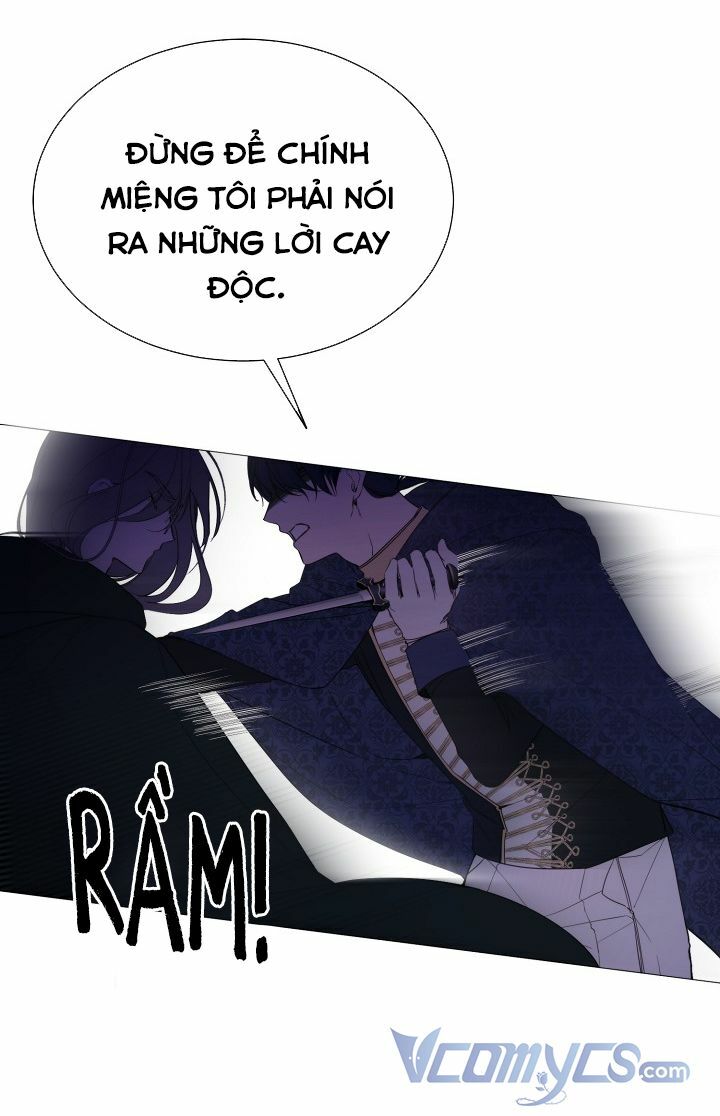 ĐỪNG ĐỂ CHÍNH
MIỆNG TÔI PHẢI NÓI
RA NHỮNG LỜI CAY
ĐỘC.
RẦM!
VCOMYCS.com